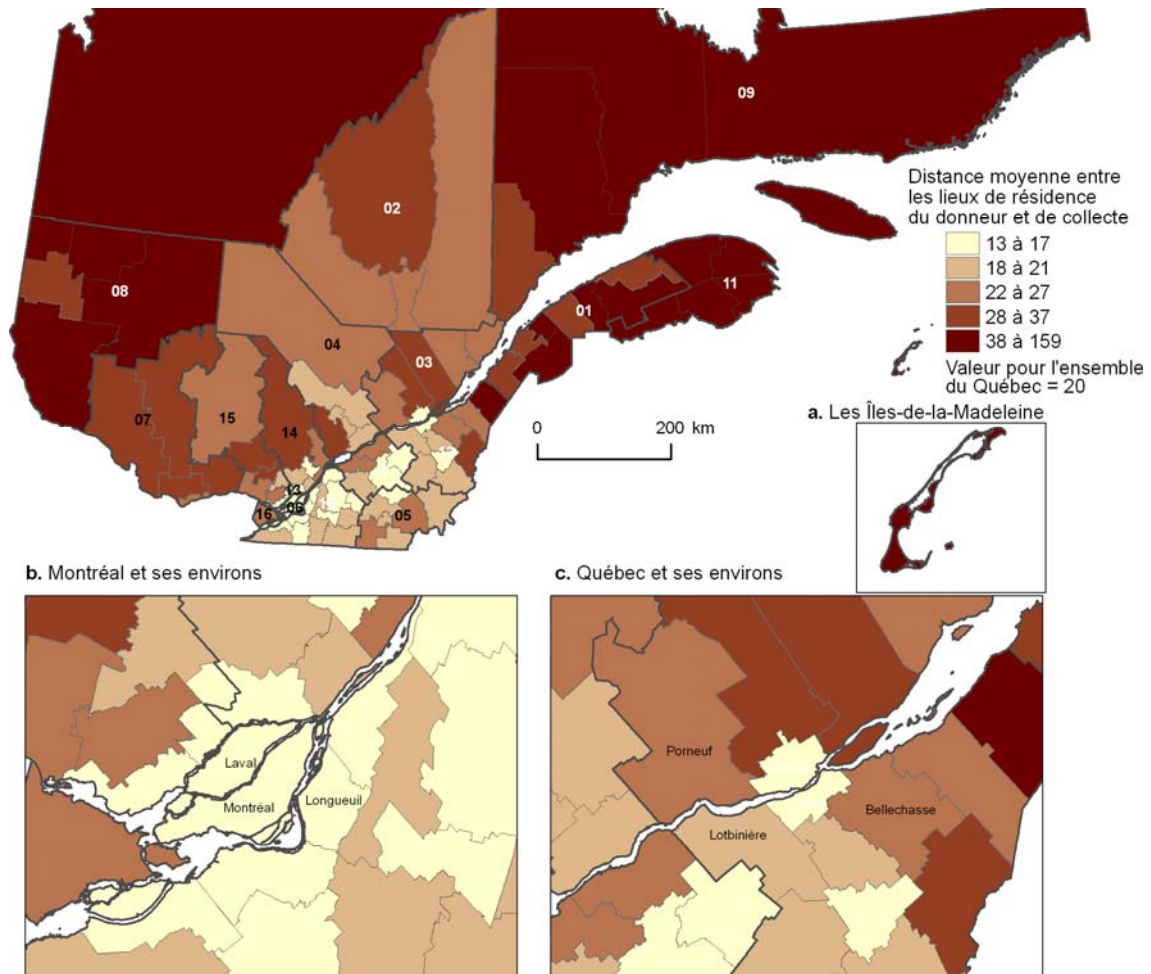 09
02
Distance moyenne entre
les lieux de résidence
du donneur et de collecte
13 à 17
18 à 21
22 à 27
28 à 37
38 à 159
Valeur pour l'ensemble
du Québec = 20
08
11
01
04
03
07
15
14
13
06
16
05
0 200 km
a. Les Îles-de-la-Madeleine
b. Montréal et ses environs
c. Québec et ses environs
Laval
Montréal
Longueuil
Porneuf
Lotbinière
Bellechasse